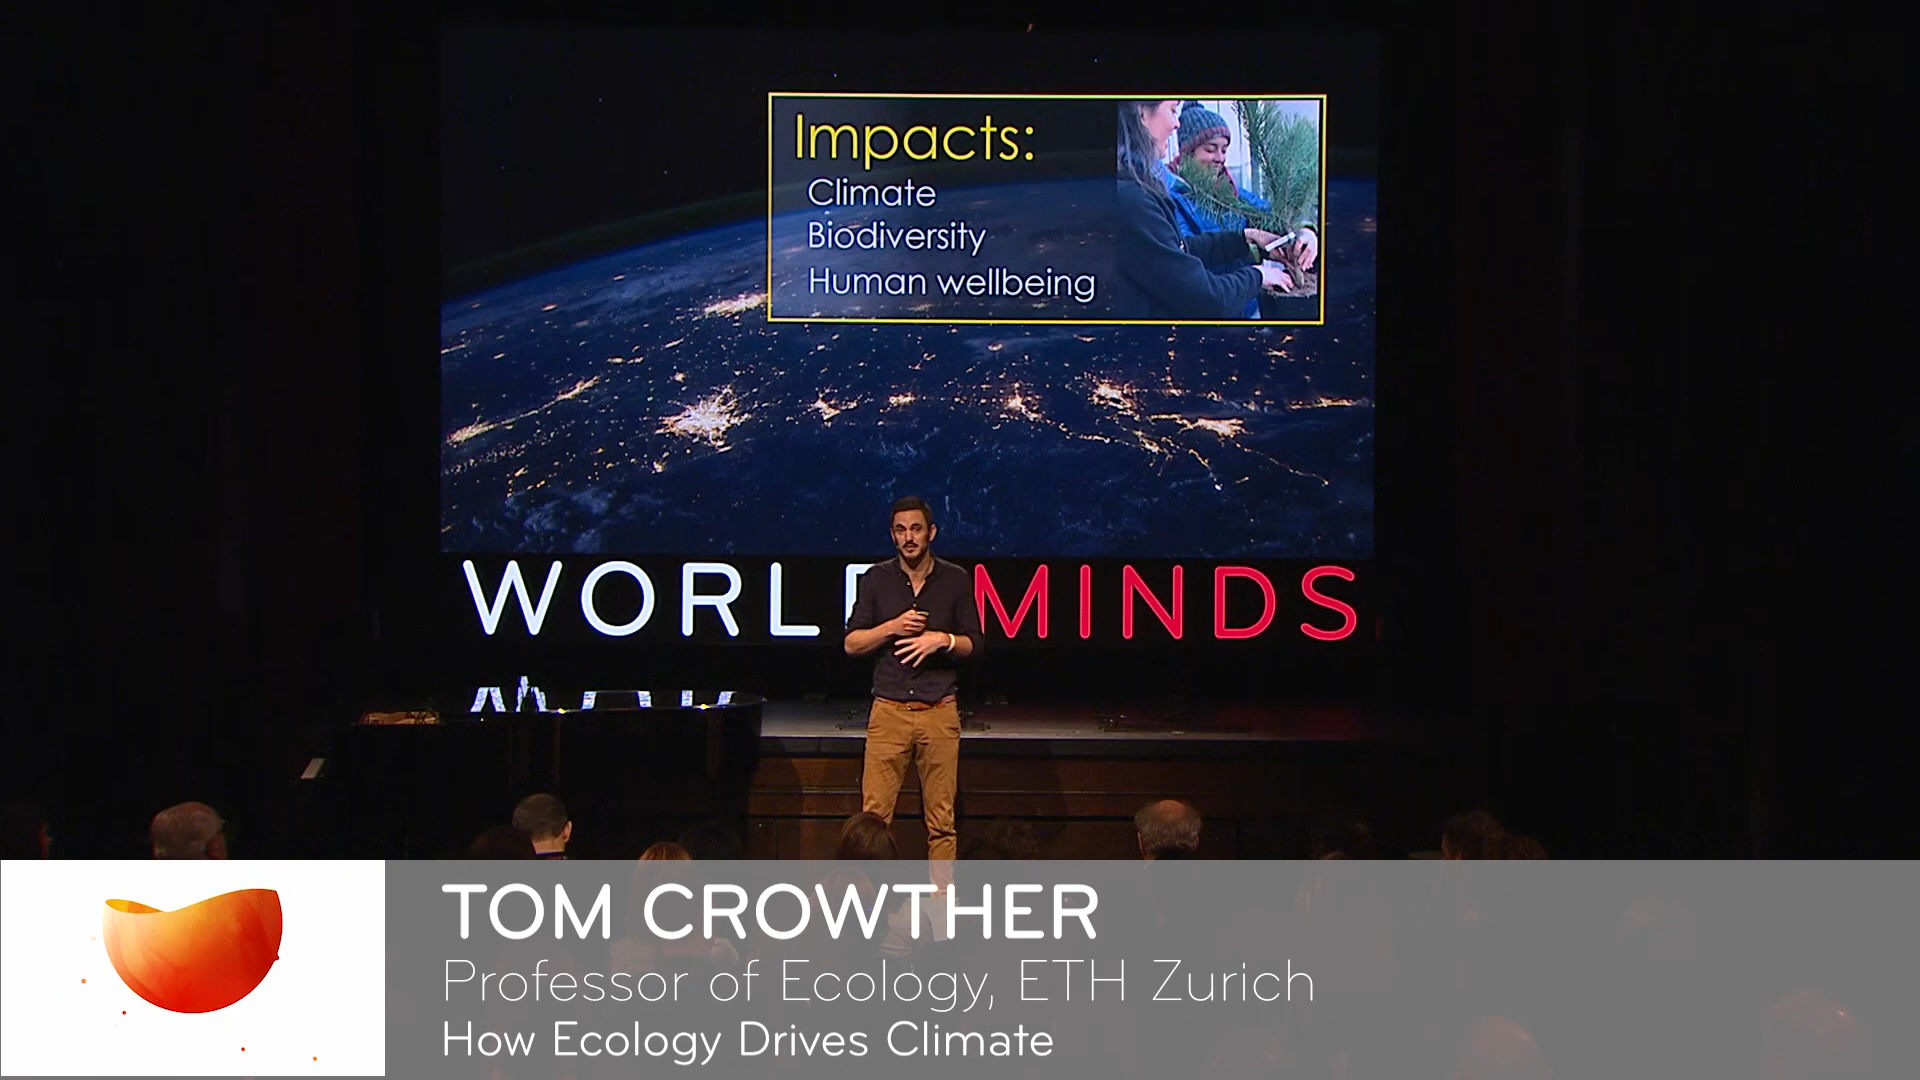 Impacts:
Climate
Biodiversity
Human wellbeing
WORLD MINDS
TOM CROWTHER
Professor of Ecology, ETH Zurich
How Ecology Drives Climate